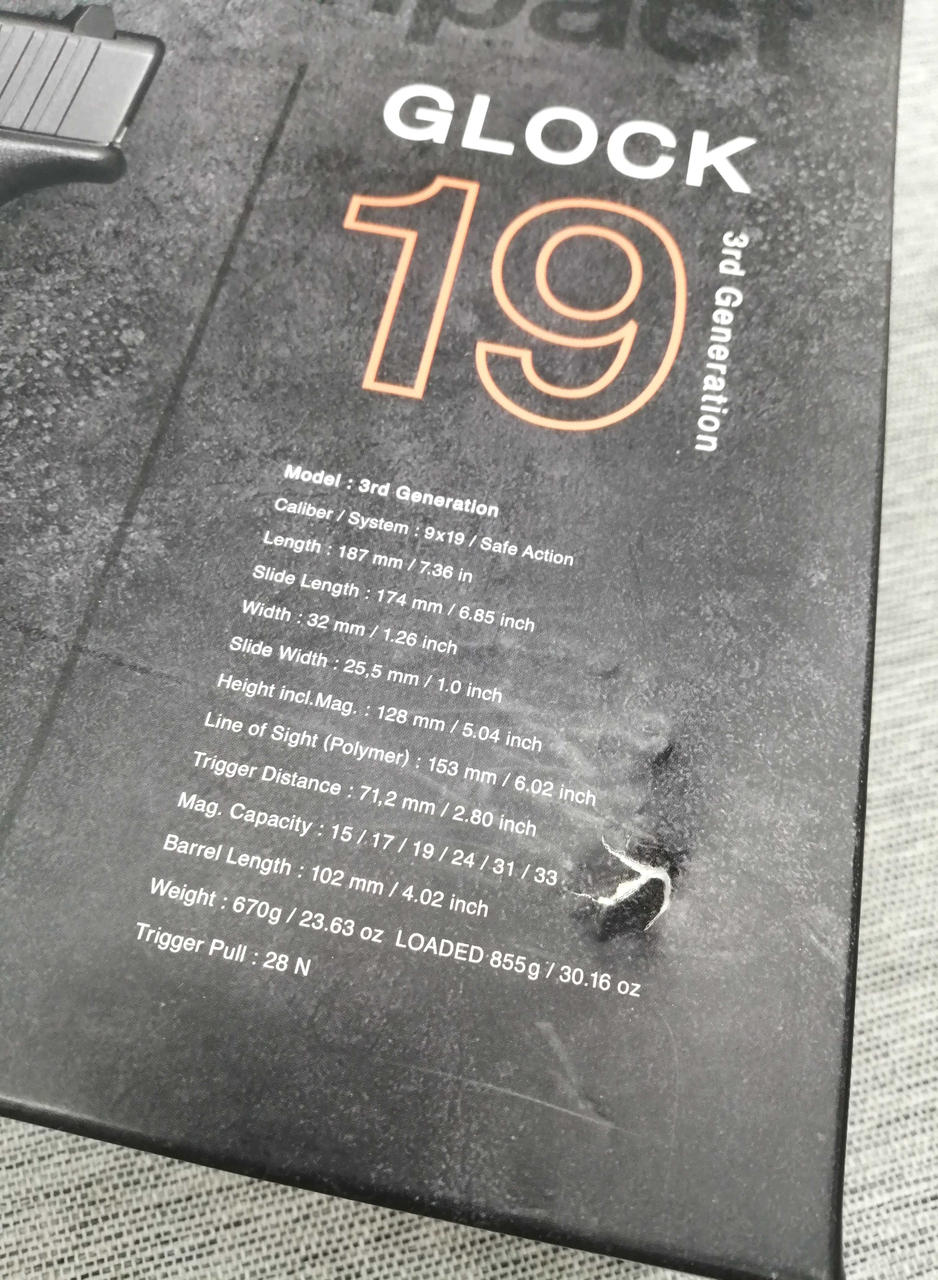 GLOCK
19
3rd Generation
Model : 3rd Generation
Caliber / System : 9x19 / Safe Action
Length : 187 mm / 7.36 in
Slide Length : 174 mm / 6.85 inch
Width : 32 mm / 1.26 inch
Slide Width : 25,5 mm / 1.0 inch
Height incl.Mag. : 128 mm / 5.04 inch
Line of Sight (Polymer) : 153 mm / 6.02 inch
Trigger Distance : 71,2 mm / 2.80 inch
Mag. Capacity : 15 / 17 / 19 / 24 / 31 / 33
Barrel Length : 102 mm / 4.02 inch
Weight : 670g / 23.63 oz LOADED 855g / 30.16 oz
Trigger Pull : 28 N